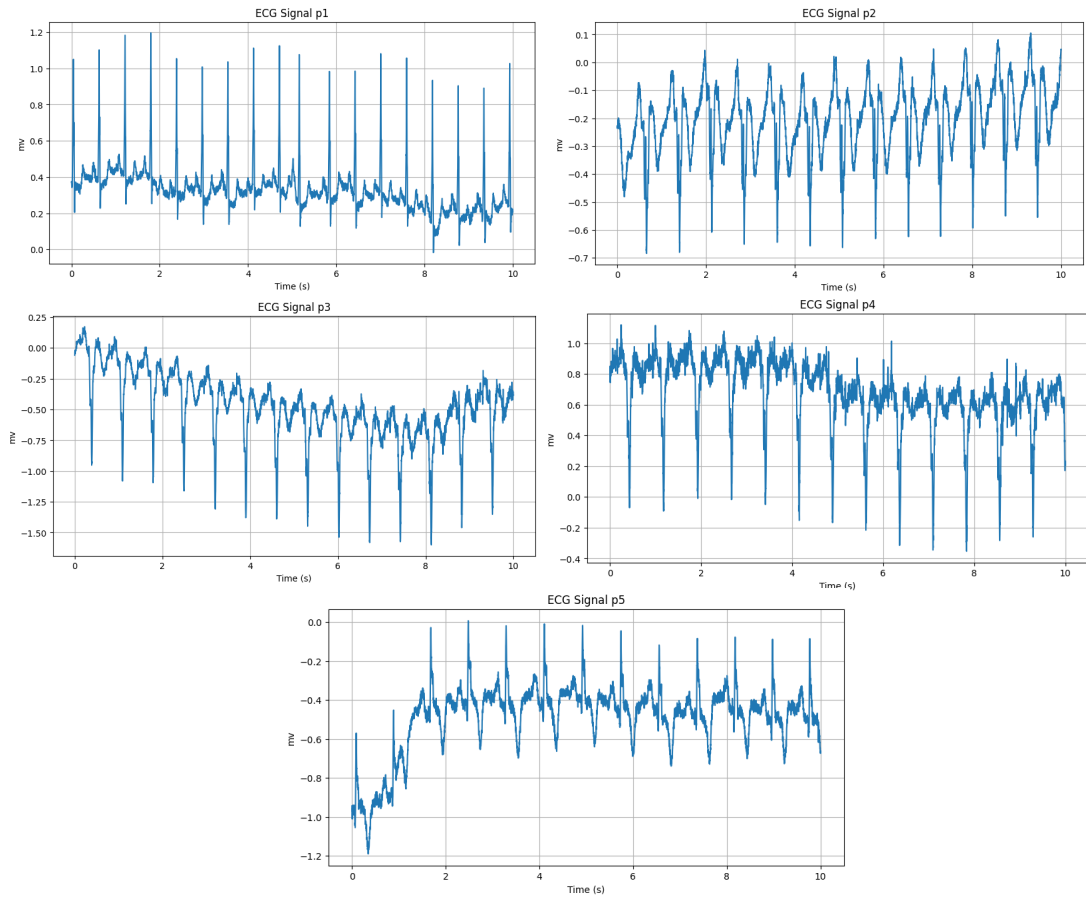 ECG Signal p1
1.2
1.0
0.8
0.6
0.4
0.2
0.0
mv
0 2 4 6 8 10
Time (s)
ECG Signal p2
0.1
0.0
−0.1
−0.2
−0.3
−0.4
−0.5
−0.6
−0.7
mv
0 2 4 6 8 10
Time (s)
ECG Signal p3
0.25
0.00
−0.25
−0.50
−0.75
−1.00
−1.25
−1.50
mv
0 2 4 6 8 10
Time (s)
ECG Signal p4
1.0
0.8
0.6
0.4
0.2
0.0
−0.2
−0.4
mv
0 2 4 6 8 10
Time (s)
ECG Signal p5
0.0
−0.2
−0.4
−0.6
−0.8
−1.0
−1.2
mv
0 2 4 6 8 10
Time (s)